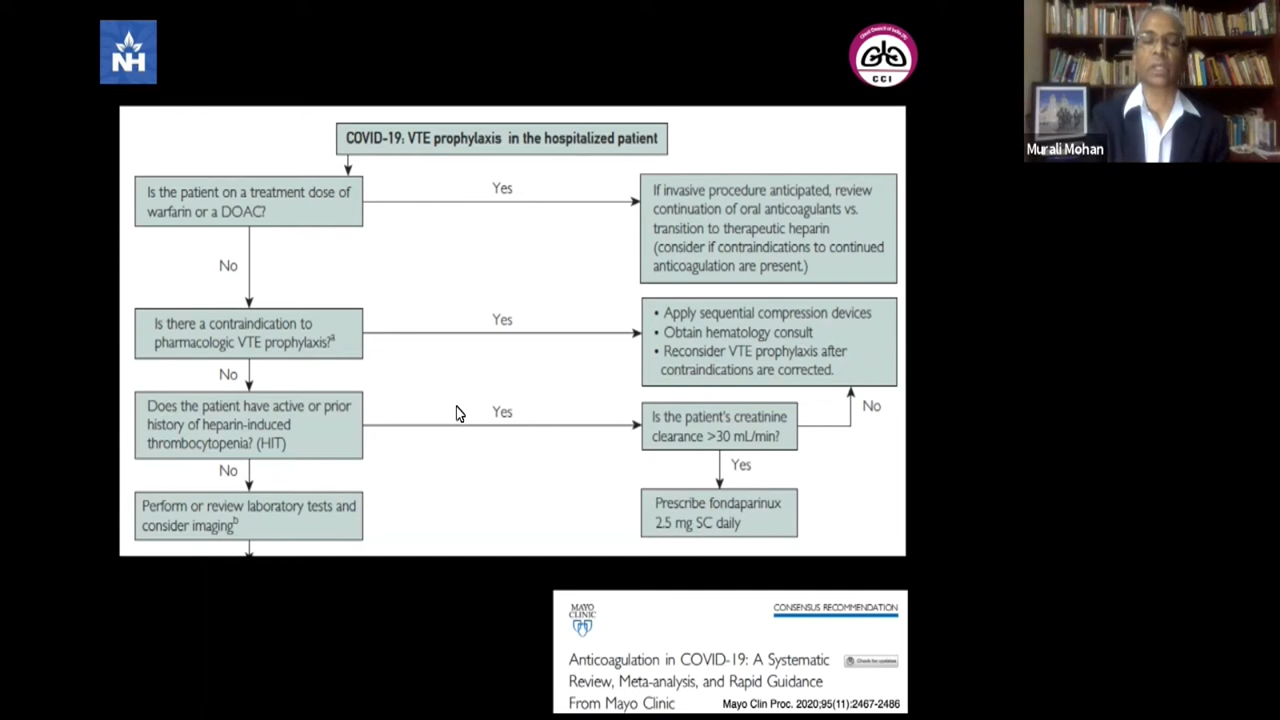 NH
CCI
Murali Mohan
COVID-19: VTE prophylaxis in the hospitalized patient
Is the patient on a treatment dose of
warfarin or a DOAC?
Yes
If invasive procedure anticipated, review
continuation of oral anticoagulants vs.
transition to therapeutic heparin
(consider if contraindications to continued
anticoagulation are present.)
No
Is there a contraindication to
pharmacologic VTE prophylaxis?a
Yes
• Apply sequential compression devices
• Obtain hematology consult
• Reconsider VTE prophylaxis after
contraindications are corrected.
No
Does the patient have active or prior
history of heparin-induced
thrombocytopenia? (HIT)
Yes
Is the patient's creatinine
clearance >30 mL/min?
No
Yes
Prescribe fondaparinux
2.5 mg SC daily
No
Perform or review laboratory tests and
consider imagingb
MAYO
CLINIC
CONSENSUS RECOMMENDATION
Anticoagulation in COVID-19: A Systematic
Review, Meta-analysis, and Rapid Guidance
From Mayo Clinic
Check for updates
Mayo Clin Proc. 2020;95(11):2467-2486